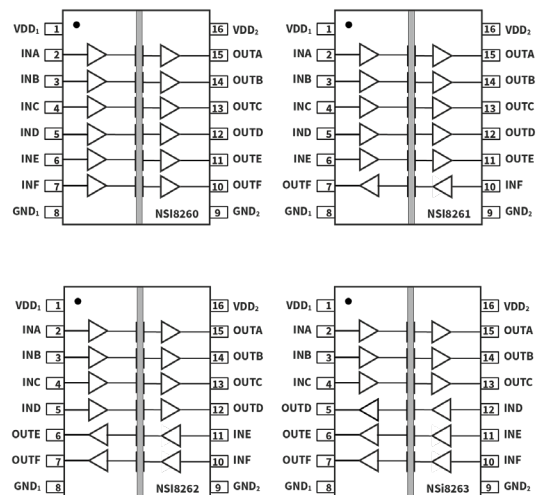 VDD₁ 1 16 VDD₂ VDD₁ 1 16 VDD₂
INA 2 15 OUTA INA 2 15 OUTA
INB 3 14 OUTB INB 3 14 OUTB
INC 4 13 OUTC INC 4 13 OUTC
IND 5 12 OUTD IND 5 12 OUTD
INE 6 11 OUTE INE 6 11 OUTE
INF 7 10 OUTF OUTF 7 10 INF
GND₁ 8 NSI8260 9 GND₂ GND₁ 8 NSI8261 9 GND₂
VDD₁ 1 16 VDD₂ VDD₁ 1 16 VDD₂
INA 2 15 OUTA INA 2 15 OUTA
INB 3 14 OUTB INB 3 14 OUTB
INC 4 13 OUTC INC 4 13 OUTC
IND 5 12 OUTD OUTD 5 12 IND
OUTE 6 11 INE OUTE 6 11 INE
OUTF 7 10 INF OUTF 7 10 INF
GND₁ 8 NSi8262 9 GND₂ GND₁ 8 NSi8263 9 GND₂